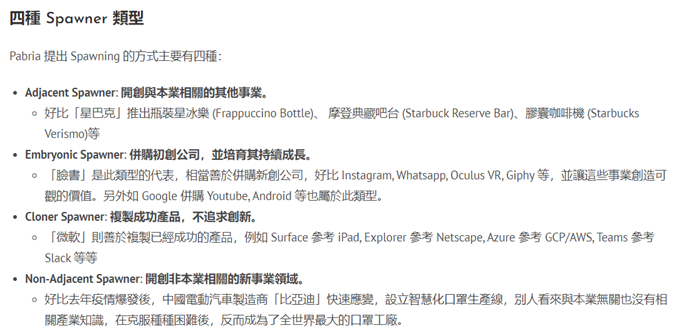 四種 Spawner 類型
Pabria 提出 Spawning 的方式主要有四種：
• Adjacent Spawner: 開創與本業相關的其他事業。
◦ 好比「星巴克」推出瓶裝星冰樂 (Frappuccino Bottle)、 摩登典藏吧台 (Starbuck Reserve Bar)、膠囊咖啡機 (Starbucks
Verismo)等
• Embryonic Spawner: 併購初創公司，並培育其持續成長。
◦ 「臉書」是此類型的代表，相當善於併購新創公司，好比 Instagram, Whatsapp, Oculus VR, Giphy 等，並讓這些事業創造可
觀的價值。另外如 Google 併購 Youtube, Android 等也屬於此類型。
• Cloner Spawner: 複製成功產品，不追求創新。
◦ 「微軟」則善於複製已經成功的產品，例如 Surface 參考 iPad, Explorer 參考 Netscape, Azure 參考 GCP/AWS, Teams 參考
Slack 等等
• Non-Adjacent Spawner: 開創非本業相關的新事業領域。
◦ 好比去年疫情爆發後，中國電動汽車製造商「比亞迪」快速應變，設立智慧化口罩生產線，別人看來與本業無關也沒有相
關產業知識，在克服種種困難後，反而成為了全世界最大的口罩工廠。